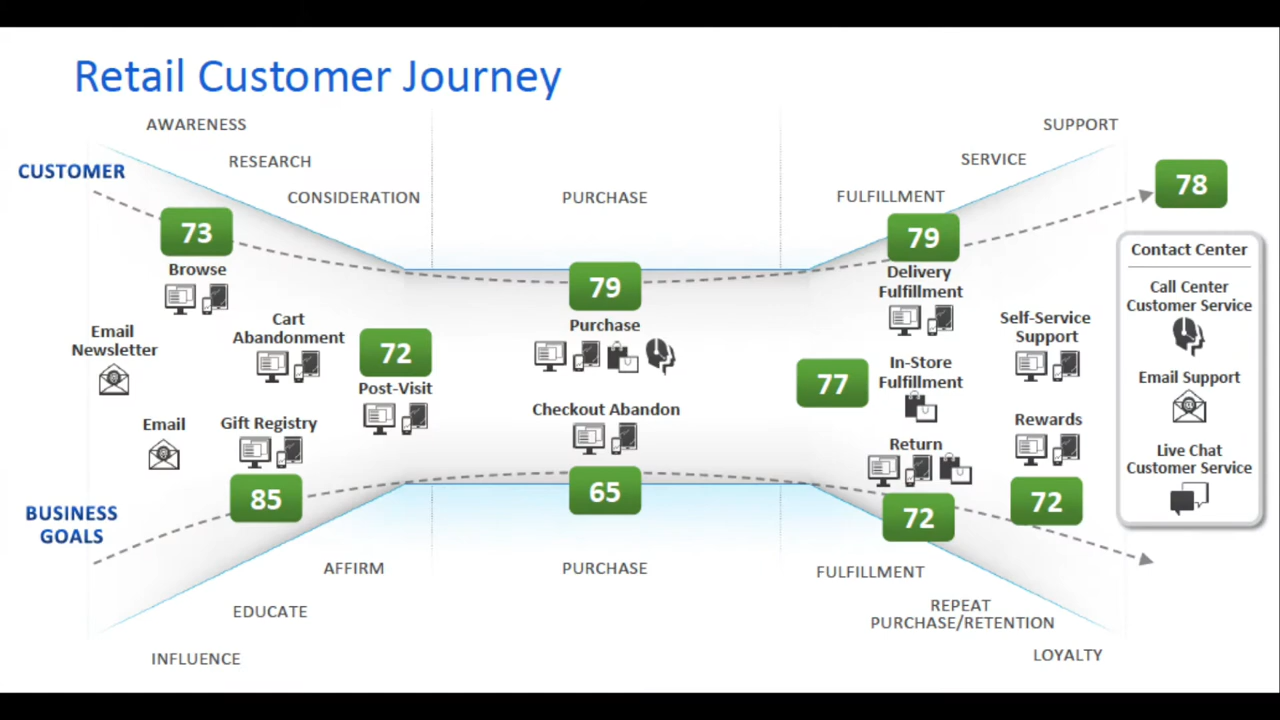 Retail Customer Journey
AWARENESS
RESEARCH
CONSIDERATION
PURCHASE
FULFILLMENT
SERVICE
SUPPORT
CUSTOMER
73
Browse
Email
Newsletter
Cart
Abandonment
72
Post-Visit
Email
Gift Registry
85
79
Purchase
Checkout Abandon
65
79
Delivery
Fulfillment
77
In-Store
Fulfillment
Return
72
Self-Service
Support
Rewards
72
78
Contact Center
Call Center
Customer Service
Email Support
Live Chat
Customer Service
BUSINESS
GOALS
INFLUENCE
EDUCATE
AFFIRM
PURCHASE
FULFILLMENT
REPEAT
PURCHASE/RETENTION
LOYALTY